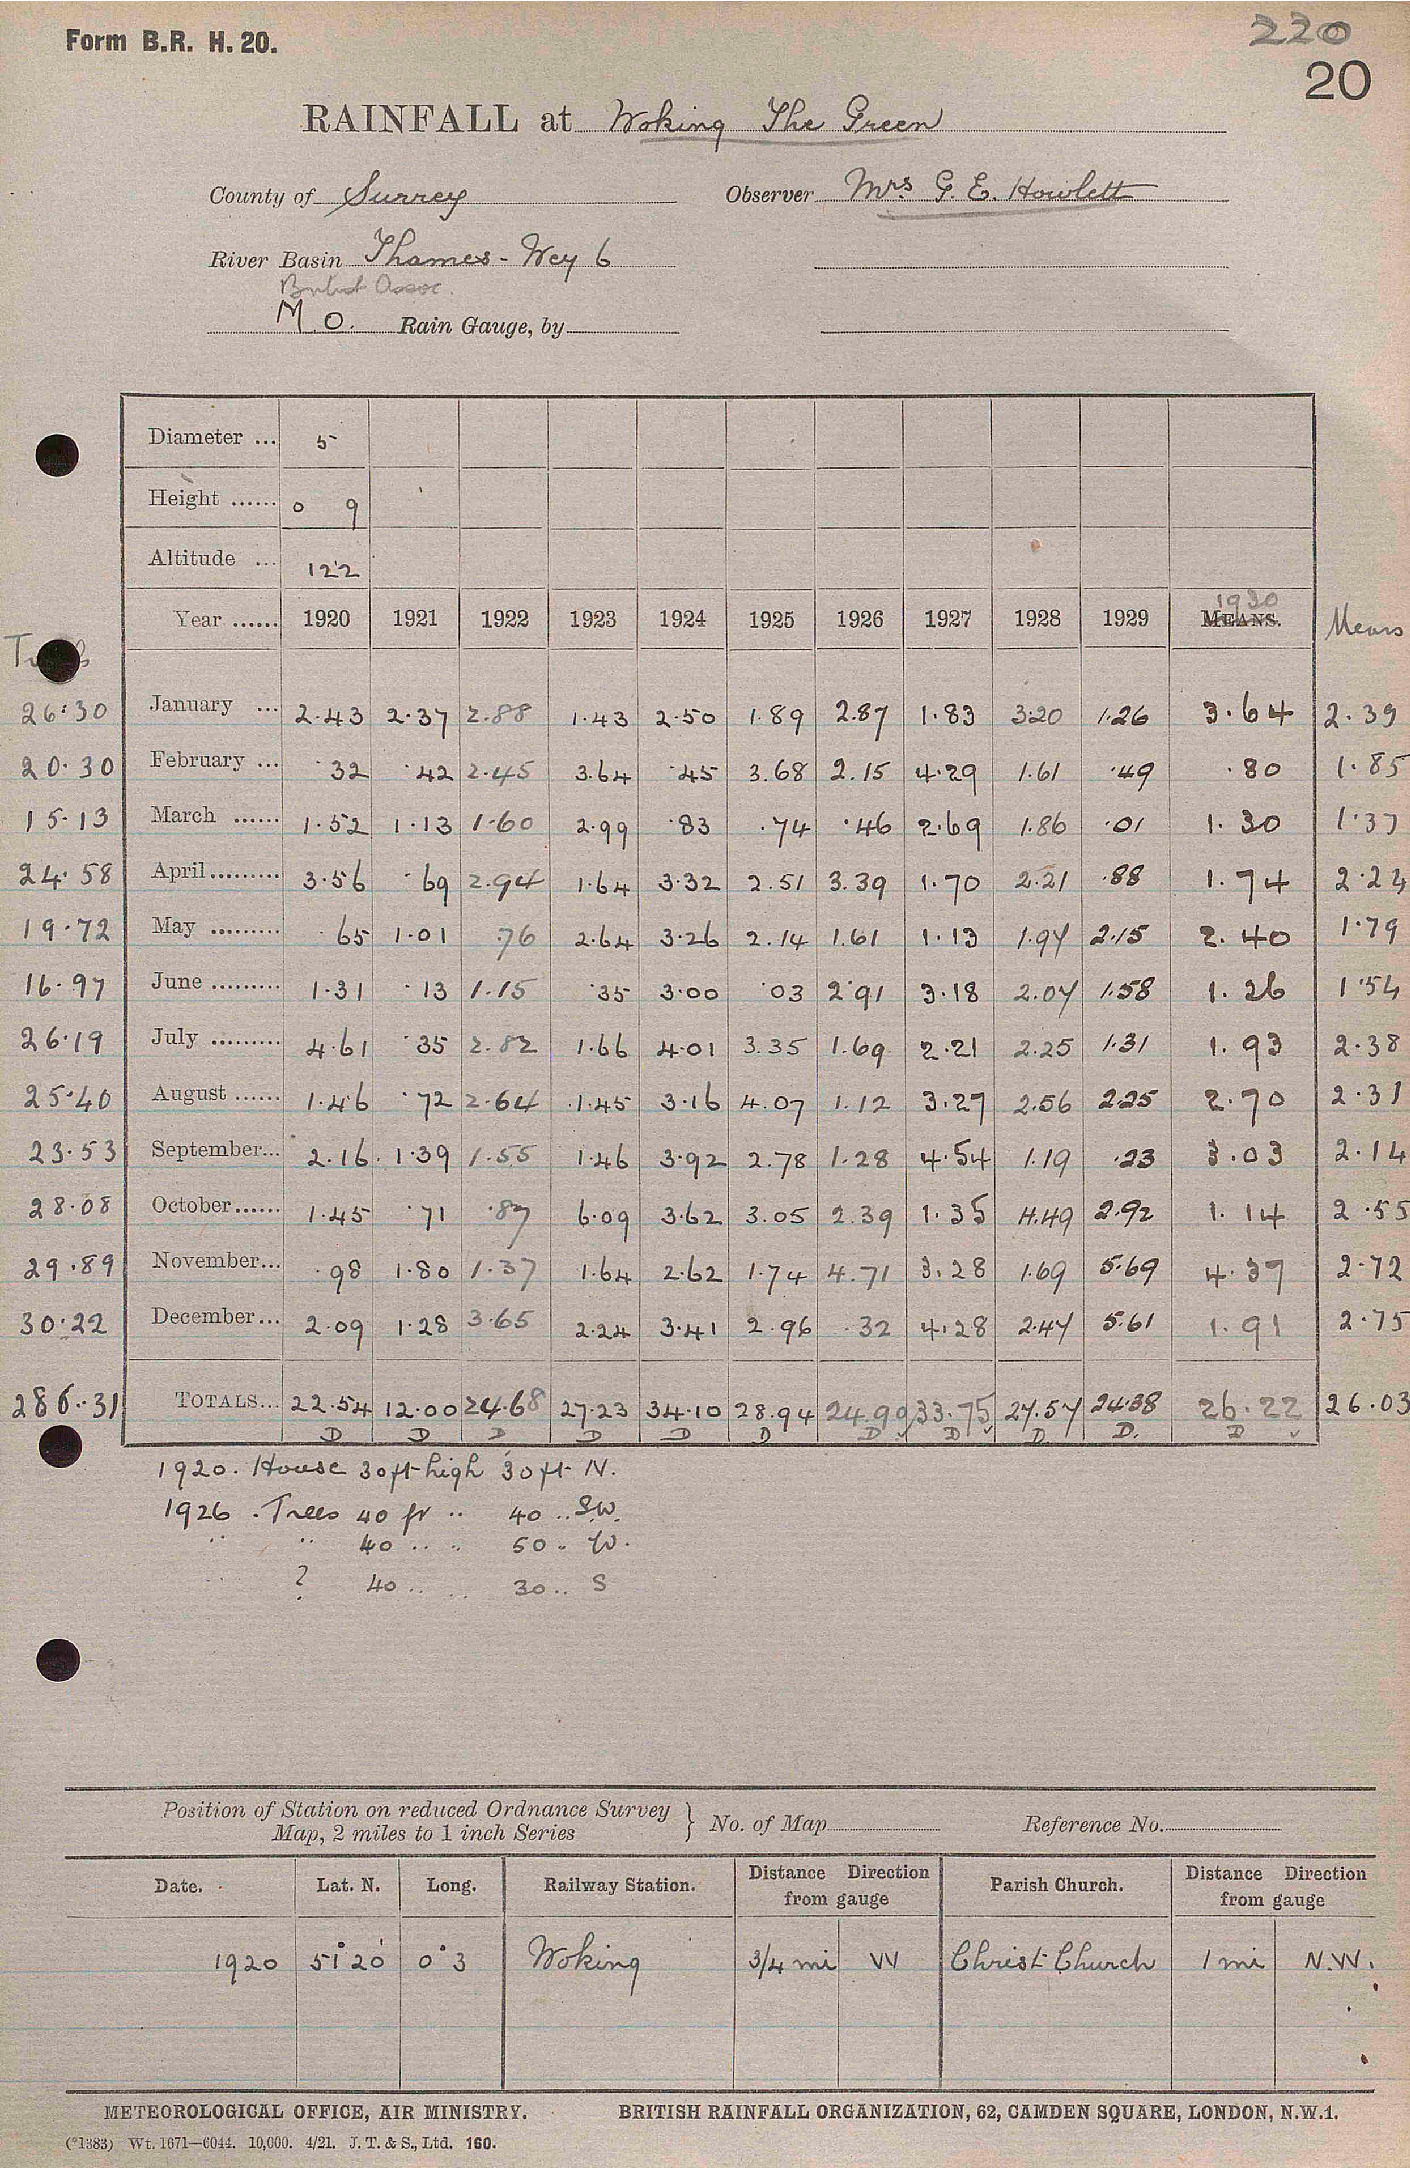 Form B.R. H. 20.
220
20
RAINFALL at Woking The Green
County of Surrey Observer Mrs G. E. Howlett
River Basin Thames - Wey 6
British Assoc.
M.O. Rain Gauge, by
Diameter ... 5
Height ...... 0 9
Altitude ... 122
1930
Year ...... 1920 1921 1922 1923 1924 1925 1926 1927 1928 1929 MEANS. Means
26.30 January ... 2.43 2.37 2.88 1.43 2.50 1.89 2.87 1.83 3.20 1.26 3.64 2.39
20.30 February ... .32 .42 2.45 3.64 .45 3.68 2.15 4.29 1.61 .49 .80 1.85
15.13 March ...... 1.52 1.13 1.60 2.99 .83 .74 .46 2.69 1.86 .01 1.30 1.37
24.58 April......... 3.56 .69 2.94 1.64 3.32 2.51 3.39 1.70 2.21 .88 1.74 2.24
19.72 May ......... .65 1.01 .76 2.64 3.26 2.14 1.61 1.13 1.97 2.15 2.40 1.79
16.97 June ......... 1.31 .13 1.15 .35 3.00 .03 2.91 3.18 2.07 1.58 1.26 1.54
26.19 July ......... 4.61 .35 2.82 1.66 4.01 3.35 1.69 2.21 2.25 1.31 1.93 2.38
25.40 August ...... 1.46 .72 2.64 1.45 3.16 4.07 1.12 3.27 2.56 2.25 2.70 2.31
23.53 September... 2.16 1.39 1.55 1.46 3.92 2.78 1.28 4.54 1.19 .23 3.03 2.14
28.08 October...... 1.45 .71 .87 6.09 3.62 3.05 2.39 1.35 4.49 2.92 1.14 2.55
29.89 November... .98 1.80 1.37 1.64 2.62 1.74 4.71 3.28 1.69 5.69 4.37 2.72
30.22 December... 2.09 1.28 3.65 2.24 3.41 2.96 .32 4.28 2.47 5.61 1.91 2.75
286.31 TOTALS... 22.54 12.00 24.68 27.23 34.10 28.94 24.90 33.75 27.57 24.38 26.22 26.03
D D D D D D D D D. D. D
1920. House 30 ft high 30 ft N.
1926 . Trees 40 ft .. 40 .. SW.
.. .. 40 .. .. 50 .. W.
.. ? 40 .. .. 30 .. S
Position of Station on reduced Ordnance Survey
Map, 2 miles to 1 inch Series } No. of Map Reference No.
Date. Lat. N. Long. Railway Station. Distance Direction from gauge Parish Church. Distance Direction from gauge
1920 51° 20' 0° 3 Woking 3/4 mi W Christ Church 1 mi N.W.
METEOROLOGICAL OFFICE, AIR MINISTRY. BRITISH RAINFALL ORGANIZATION, 62, CAMDEN SQUARE, LONDON, N.W.1.
(*1383) Wt. 1671—6044. 10,000. 4/21. J. T. & S., Ltd. 160.